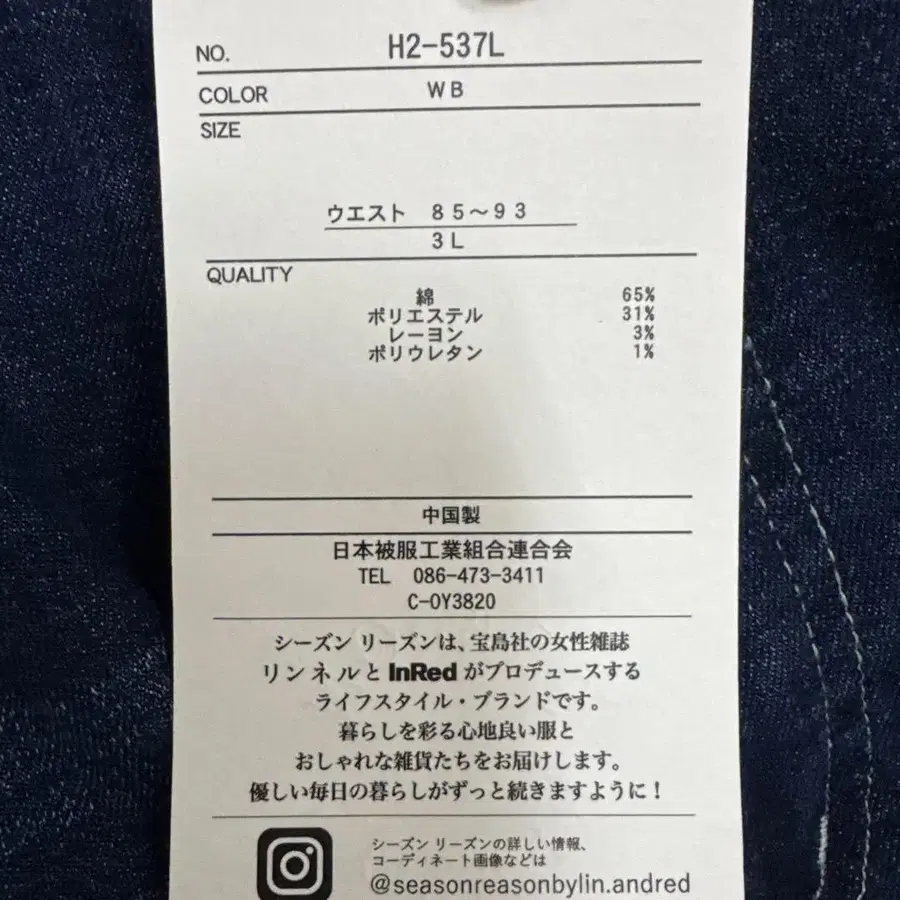 NO. H2-537L
COLOR WB
SIZE
ウエスト 85〜93
3L
QUALITY
綿 65%
ポリエステル 31%
レーヨン 3%
ポリウレタン 1%
中国製
日本被服工業組合連合会
TEL 086-473-3411
C-OY3820
シーズン リーズンは、宝島社の女性雑誌
リンネルと InRed がプロデュースする
ライフスタイル・ブランドです。
暮らしを彩る心地良い服と
おしゃれな雑貨たちをお届けします。
優しい毎日の暮らしがずっと続きますように！
シーズン リーズンの詳しい情報、
コーディネート画像などは
@seasonreasonbylin.andred